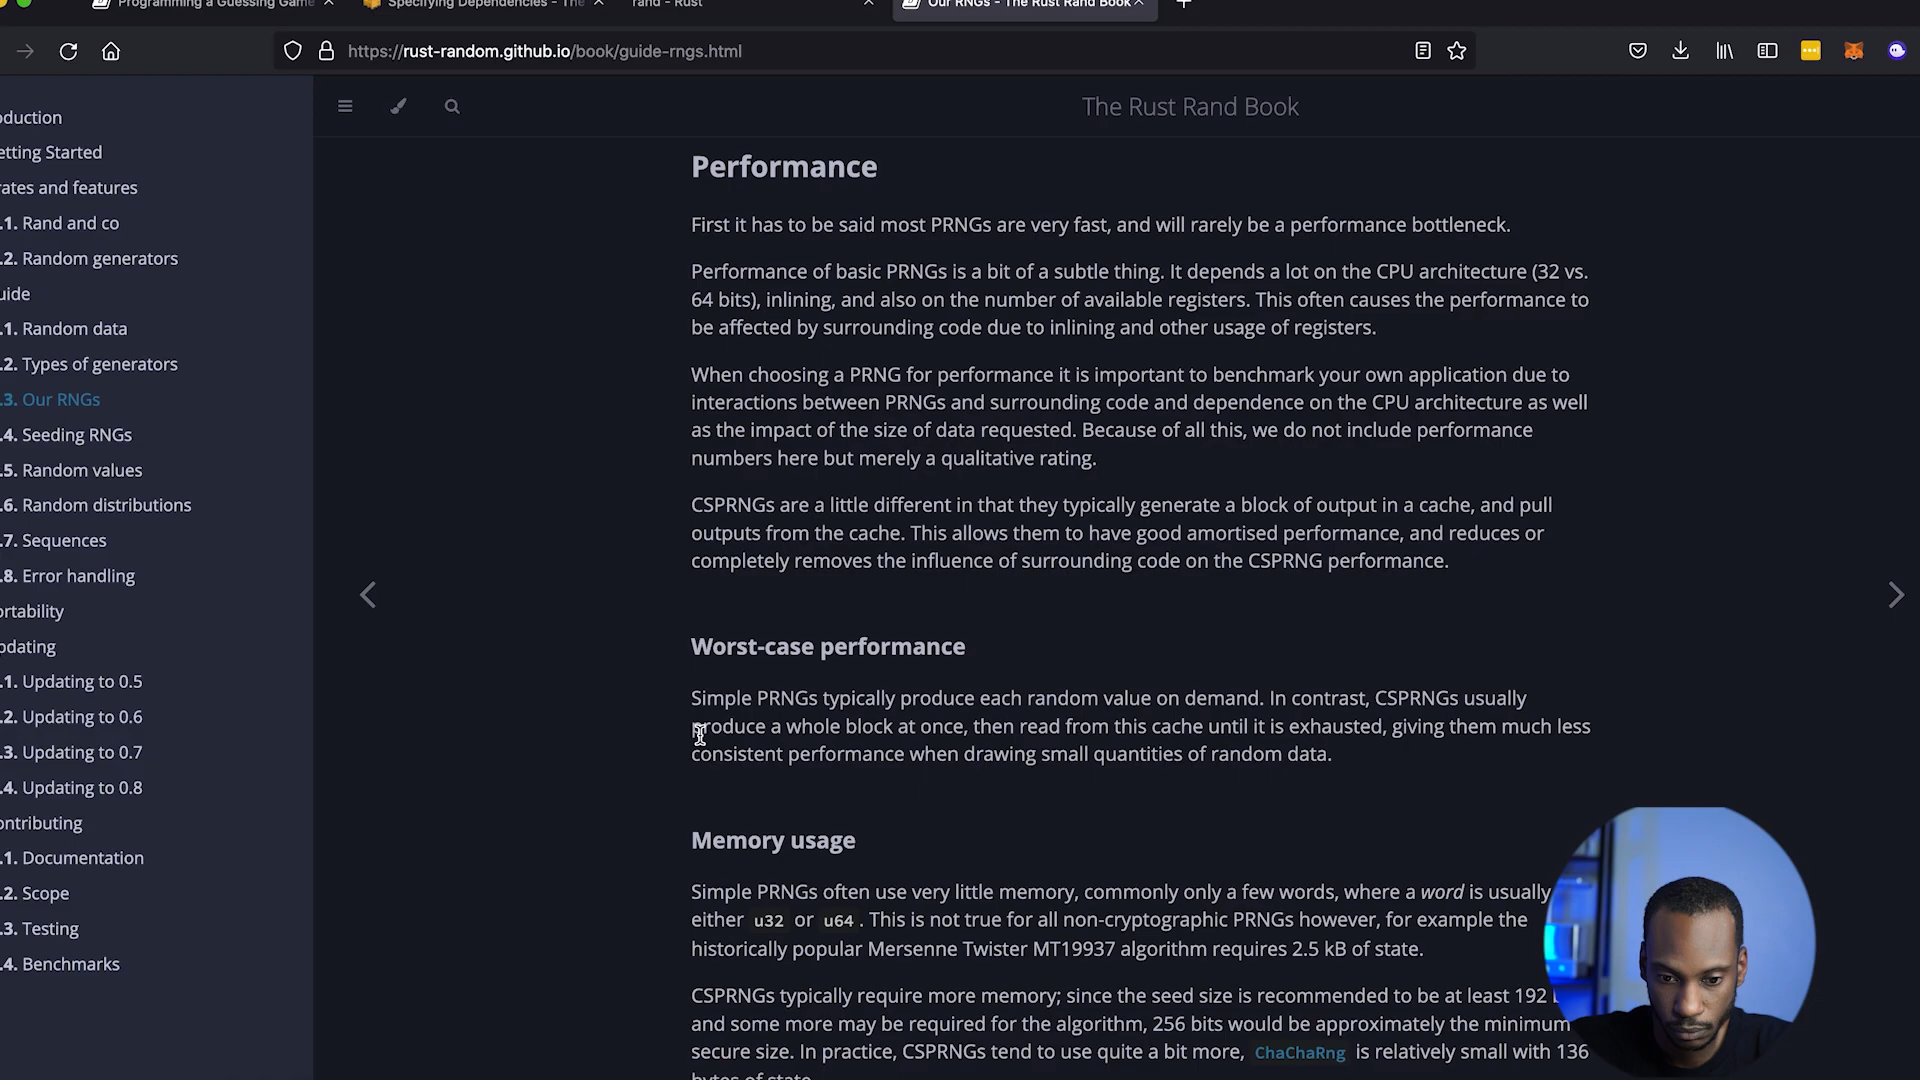 Programming a Guessing Game
Specifying Dependencies - The
rand - Rust
Our RNGs - The Rust Rand Book
https://rust-random.github.io/book/guide-rngs.html
The Rust Rand Book
oduction
etting Started
rates and features
.1. Rand and co
.2. Random generators
uide
.1. Random data
.2. Types of generators
.3. Our RNGs
.4. Seeding RNGs
.5. Random values
.6. Random distributions
.7. Sequences
.8. Error handling
ortability
pdating
.1. Updating to 0.5
.2. Updating to 0.6
.3. Updating to 0.7
.4. Updating to 0.8
ontributing
.1. Documentation
.2. Scope
.3. Testing
.4. Benchmarks
Performance
First it has to be said most PRNGs are very fast, and will rarely be a performance bottleneck.
Performance of basic PRNGs is a bit of a subtle thing. It depends a lot on the CPU architecture (32 vs.
64 bits), inlining, and also on the number of available registers. This often causes the performance to
be affected by surrounding code due to inlining and other usage of registers.
When choosing a PRNG for performance it is important to benchmark your own application due to
interactions between PRNGs and surrounding code and dependence on the CPU architecture as well
as the impact of the size of data requested. Because of all this, we do not include performance
numbers here but merely a qualitative rating.
CSPRNGs are a little different in that they typically generate a block of output in a cache, and pull
outputs from the cache. This allows them to have good amortised performance, and reduces or
completely removes the influence of surrounding code on the CSPRNG performance.
Worst-case performance
Simple PRNGs typically produce each random value on demand. In contrast, CSPRNGs usually
produce a whole block at once, then read from this cache until it is exhausted, giving them much less
consistent performance when drawing small quantities of random data.
Memory usage
Simple PRNGs often use very little memory, commonly only a few words, where a word is usually
either u32 or u64. This is not true for all non-cryptographic PRNGs however, for example the
historically popular Mersenne Twister MT19937 algorithm requires 2.5 kB of state.
CSPRNGs typically require more memory; since the seed size is recommended to be at least 192
and some more may be required for the algorithm, 256 bits would be approximately the minimum
secure size. In practice, CSPRNGs tend to use quite a bit more, ChaChaRng is relatively small with 136
bytes of state.